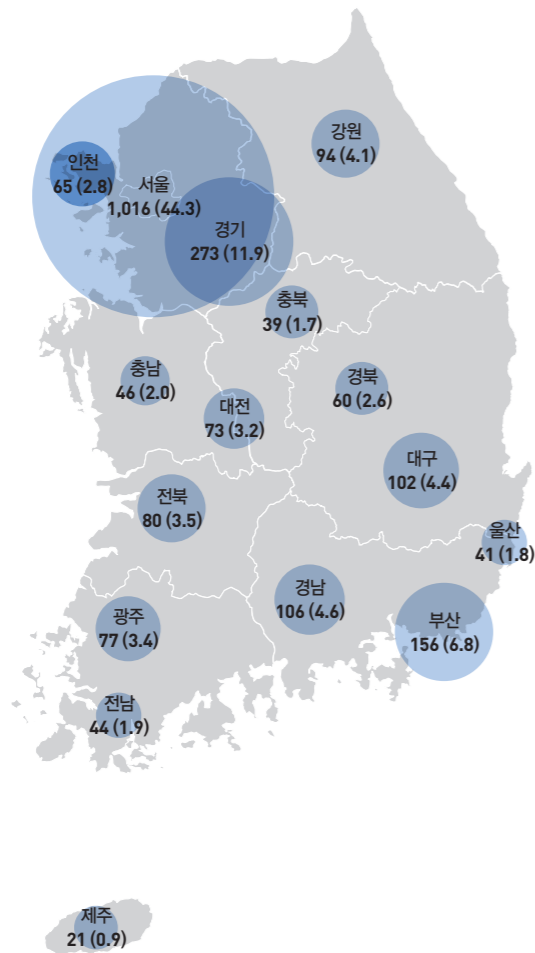 강원
94 (4.1)
인천
65 (2.8)
서울
1,016 (44.3)
경기
273 (11.9)
충북
39 (1.7)
충남
46 (2.0)
경북
60 (2.6)
대전
73 (3.2)
대구
102 (4.4)
전북
80 (3.5)
울산
41 (1.8)
경남
106 (4.6)
광주
77 (3.4)
부산
156 (6.8)
전남
44 (1.9)
제주
21 (0.9)